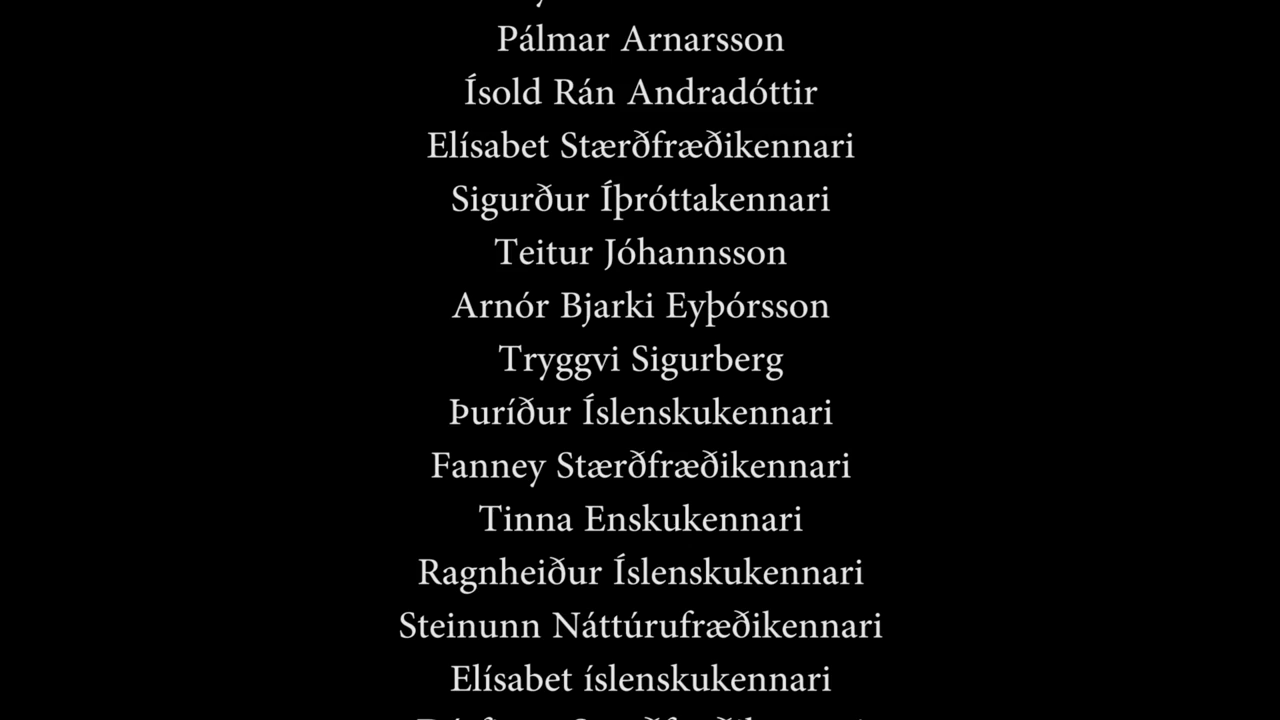 Pálmar Arnarsson
Ísold Rán Andradóttir
Elísabet Stærðfræðikennari
Sigurður Íþróttakennari
Teitur Jóhannsson
Arnór Bjarki Eyþórsson
Tryggvi Sigurberg
Þuríður Íslenskukennari
Fanney Stærðfræðikennari
Tinna Enskukennari
Ragnheiður Íslenskukennari
Steinunn Náttúrufræðikennari
Elísabet íslenskukennari